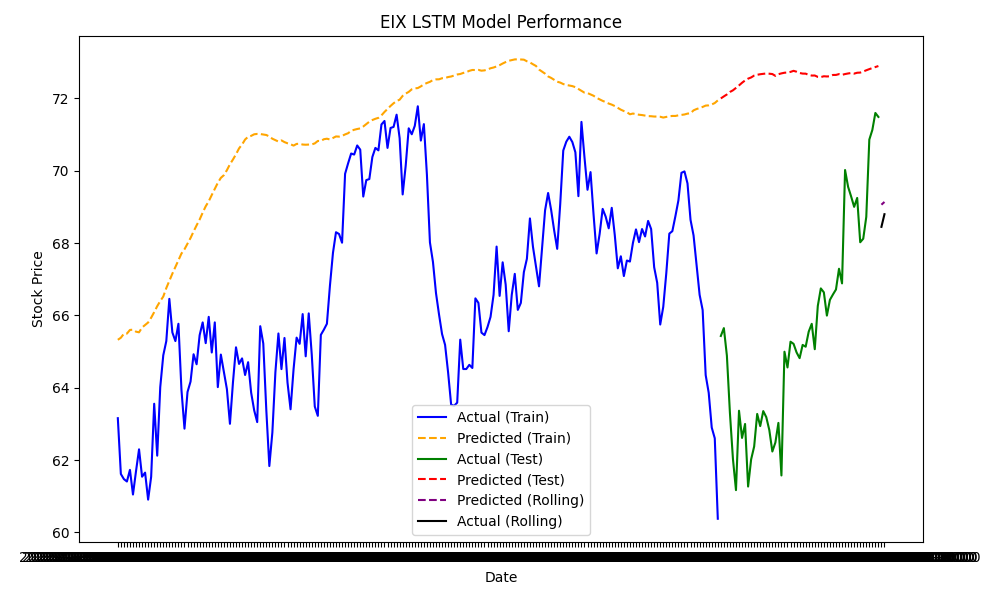 EIX LSTM Model Performance
Stock Price
72
70
68
66
64
62
60
Actual (Train)
Predicted (Train)
Actual (Test)
Predicted (Test)
Predicted (Rolling)
Actual (Rolling)
Date